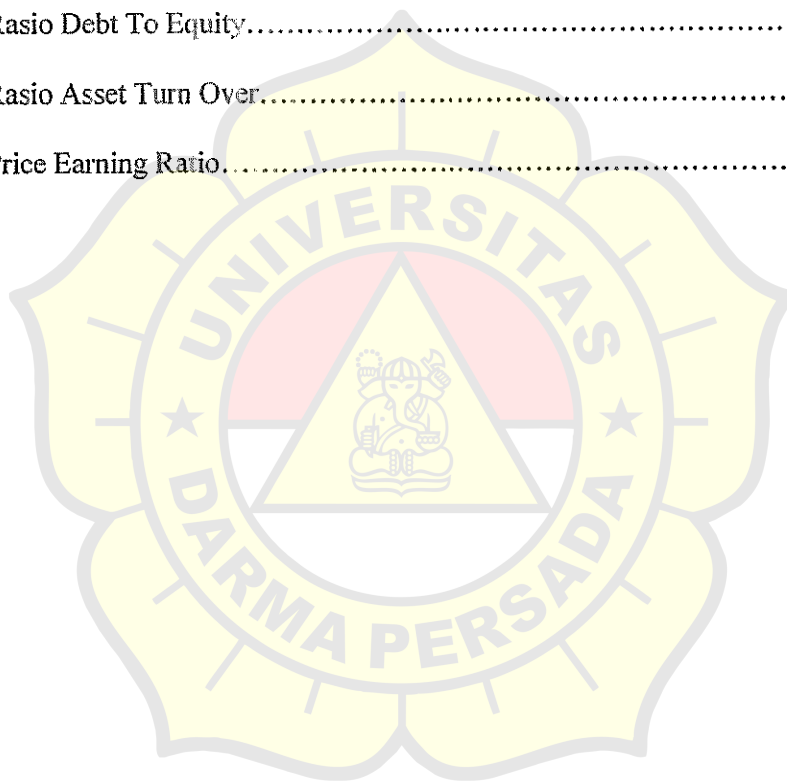 Rasio Debt To Equity..............................................................
Rasio Asset Turn Over............................................................
Price Earning Ratio.................................................................
UNIVERSITAS
DARMA PERSADA